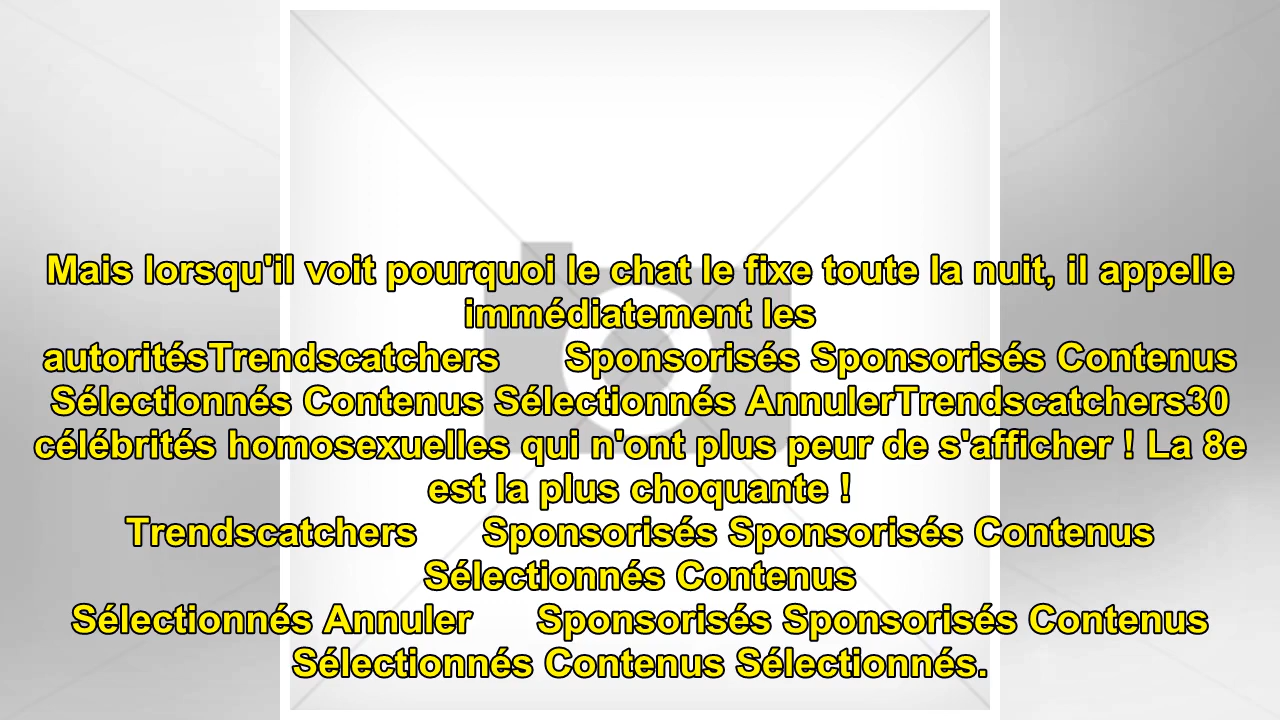 Mais lorsqu'il voit pourquoi le chat le fixe toute la nuit, il appelle
immédiatement les
autoritésTrendscatchers Sponsorisés Sponsorisés Contenus
Sélectionnés Contenus Sélectionnés AnnulerTrendscatchers30
célébrités homosexuelles qui n'ont plus peur de s'afficher ! La 8e
est la plus choquante !
Trendscatchers Sponsorisés Sponsorisés Contenus
Sélectionnés Contenus
Sélectionnés Annuler Sponsorisés Sponsorisés Contenus
Sélectionnés Contenus Sélectionnés.